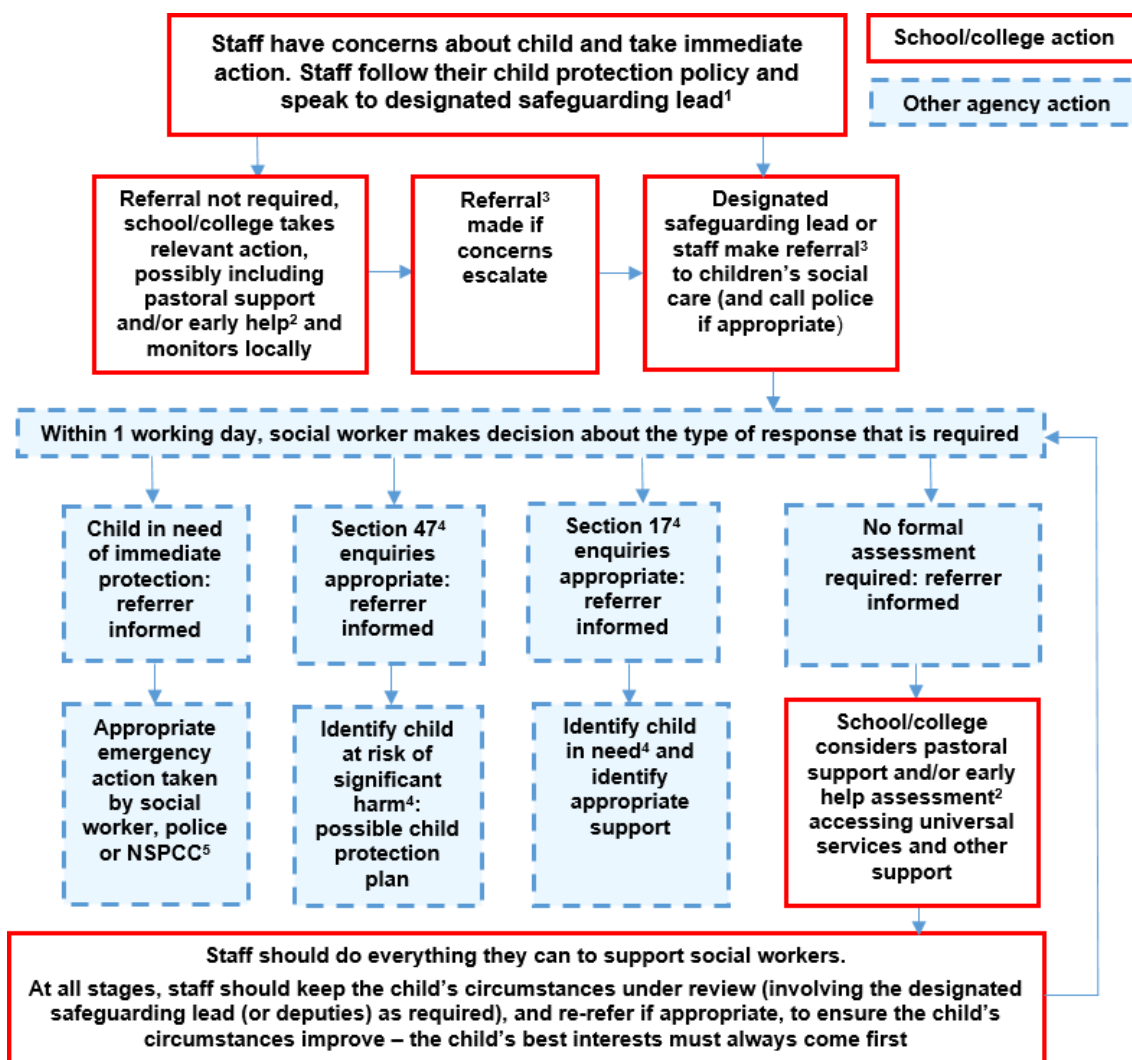 Staff have concerns about child and take immediate
action. Staff follow their child protection policy and
speak to designated safeguarding lead¹
School/college action
Other agency action
Referral not required,
school/college takes
relevant action,
possibly including
pastoral support
and/or early help² and
monitors locally
Referral³
made if
concerns
escalate
Designated
safeguarding lead or
staff make referral³
to children’s social
care (and call police
if appropriate)
Within 1 working day, social worker makes decision about the type of response that is required
Child in need
of immediate
protection:
referrer
informed
Section 47⁴
enquiries
appropriate:
referrer
informed
Section 17⁴
enquiries
appropriate:
referrer
informed
No formal
assessment
required: referrer
informed
Appropriate
emergency
action taken
by social
worker, police
or NSPCC⁵
Identify child
at risk of
significant
harm⁴:
possible child
protection
plan
Identify child
in need⁴ and
identify
appropriate
support
School/college
considers pastoral
support and/or early
help assessment²
accessing universal
services and other
support
Staff should do everything they can to support social workers.
At all stages, staff should keep the child’s circumstances under review (involving the designated
safeguarding lead (or deputies) as required), and re-refer if appropriate, to ensure the child’s
circumstances improve – the child’s best interests must always come first